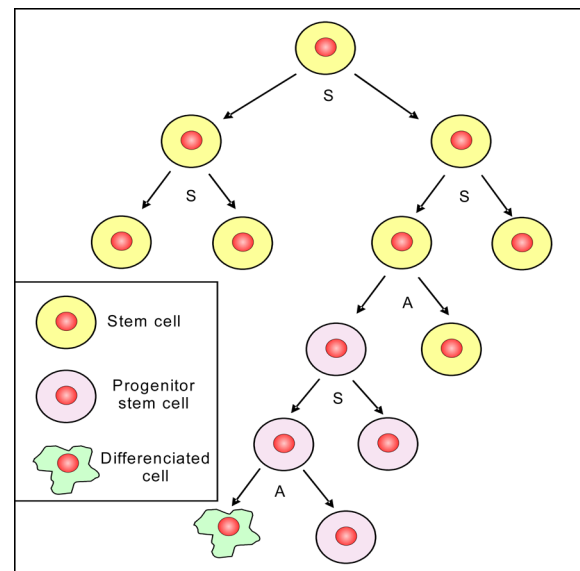 S
S
S
A
Stem cell
S
Progenitor
stem cell
Differenciated
cell
A